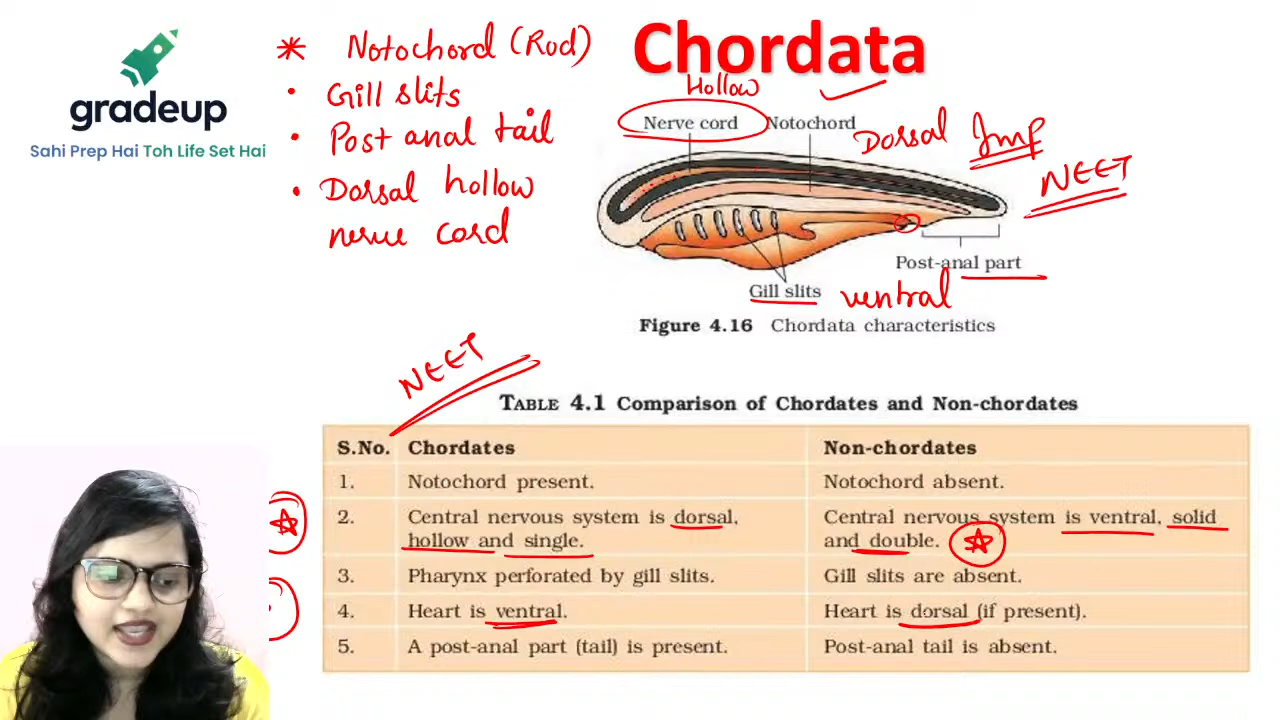 gradeup
Sahi Prep Hai Toh Life Set Hai
* Notochord (Rod)
• Gill slits
• Post anal tail
• Dorsal hollow
nerve cord
Chordata
Hollow
Nerve cord
Notochord
Dorsal
Imp
NEET
Post-anal part
Gill slits
ventral
Figure 4.16 Chordata characteristics
NEET
TABLE 4.1 Comparison of Chordates and Non-chordates
S.No. Chordates Non-chordates
1. Notochord present. Notochord absent.
2. Central nervous system is dorsal, Central nervous system is ventral, solid
hollow and single. and double.
3. Pharynx perforated by gill slits. Gill slits are absent.
4. Heart is ventral. Heart is dorsal (if present).
5. A post-anal part (tail) is present. Post-anal tail is absent.